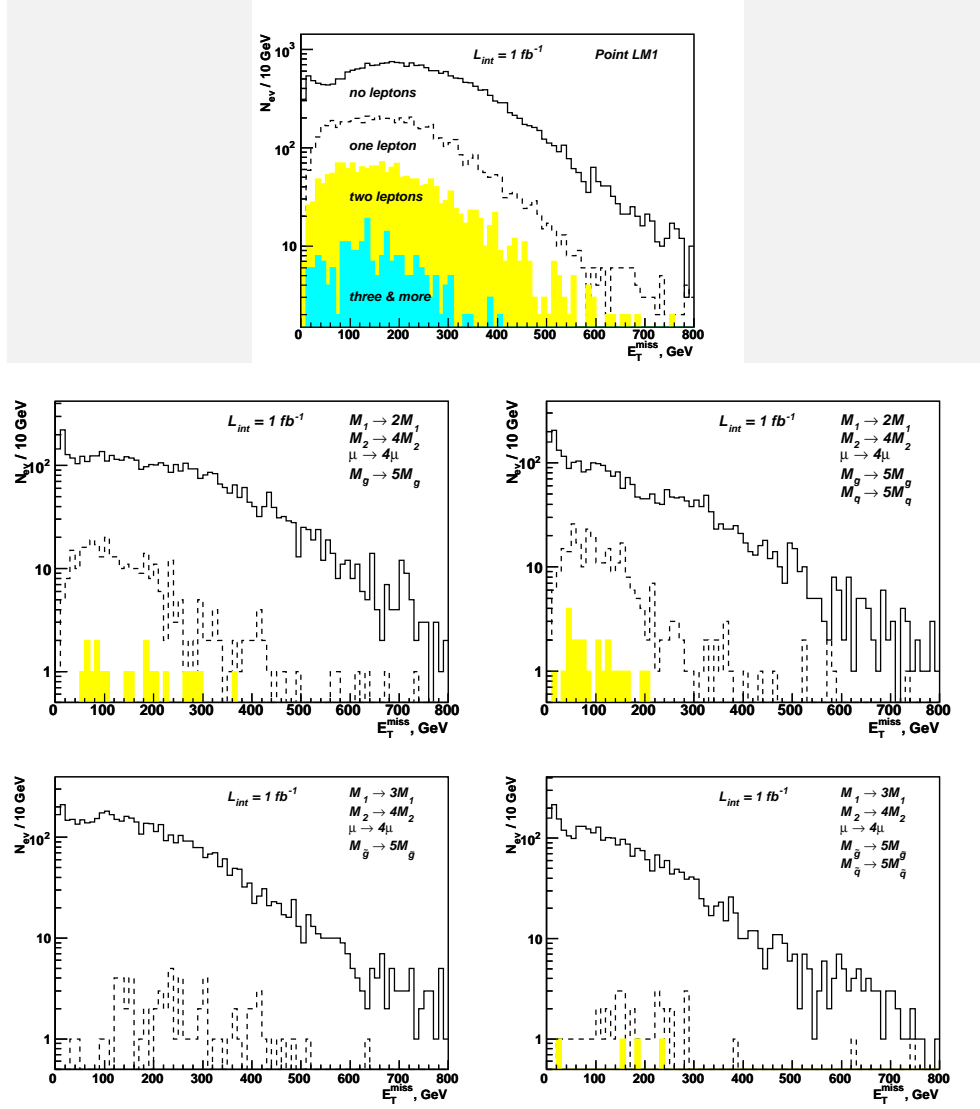 L_int = 1 fb^-1 Point LM1
N_ev / 10 GeV
10^3
10^2
10
no leptons
one lepton
two leptons
three & more
0 100 200 300 400 500 600 700 800
E_T^miss, GeV
L_int = 1 fb^-1
M_1 → 2M_1
M_2 → 4M_2
μ → 4μ
M_g → 5M_g
N_ev / 10 GeV
10^2
10
1
0 100 200 300 400 500 600 700 800
E_T^miss, GeV
L_int = 1 fb^-1
M_1 → 2M_1
M_2 → 4M_2
μ → 4μ
M_g → 5M_g
M_q → 5M_q
N_ev / 10 GeV
10^2
10
1
0 100 200 300 400 500 600 700 800
E_T^miss, GeV
L_int = 1 fb^-1
M_1 → 3M_1
M_2 → 4M_2
μ → 4μ
M_g̃ → 5M_g̃
N_ev / 10 GeV
10^2
10
1
0 100 200 300 400 500 600 700 800
E_T^miss, GeV
L_int = 1 fb^-1
M_1 → 3M_1
M_2 → 4M_2
μ → 4μ
M_g̃ → 5M_g̃
M_q̃ → 5M_q̃
N_ev / 10 GeV
10^2
10
1
0 100 200 300 400 500 600 700 800
E_T^miss, GeV